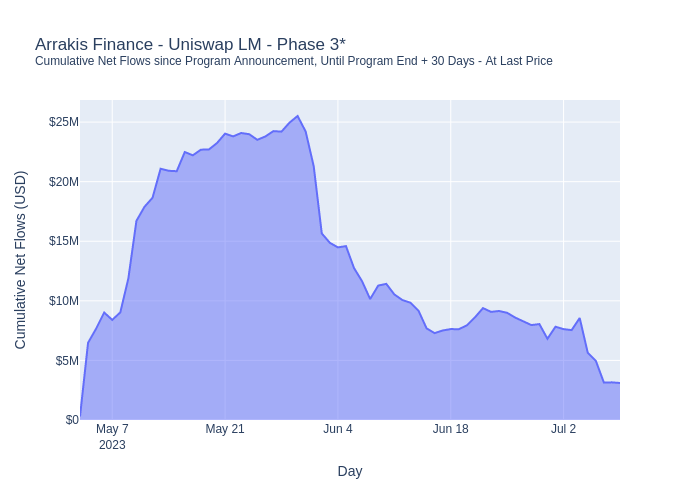 Arrakis Finance - Uniswap LM - Phase 3*
Cumulative Net Flows since Program Announcement, Until Program End + 30 Days - At Last Price
Cumulative Net Flows (USD)
$25M
$20M
$15M
$10M
$5M
$0
May 7
2023
May 21
Jun 4
Jun 18
Jul 2
Day